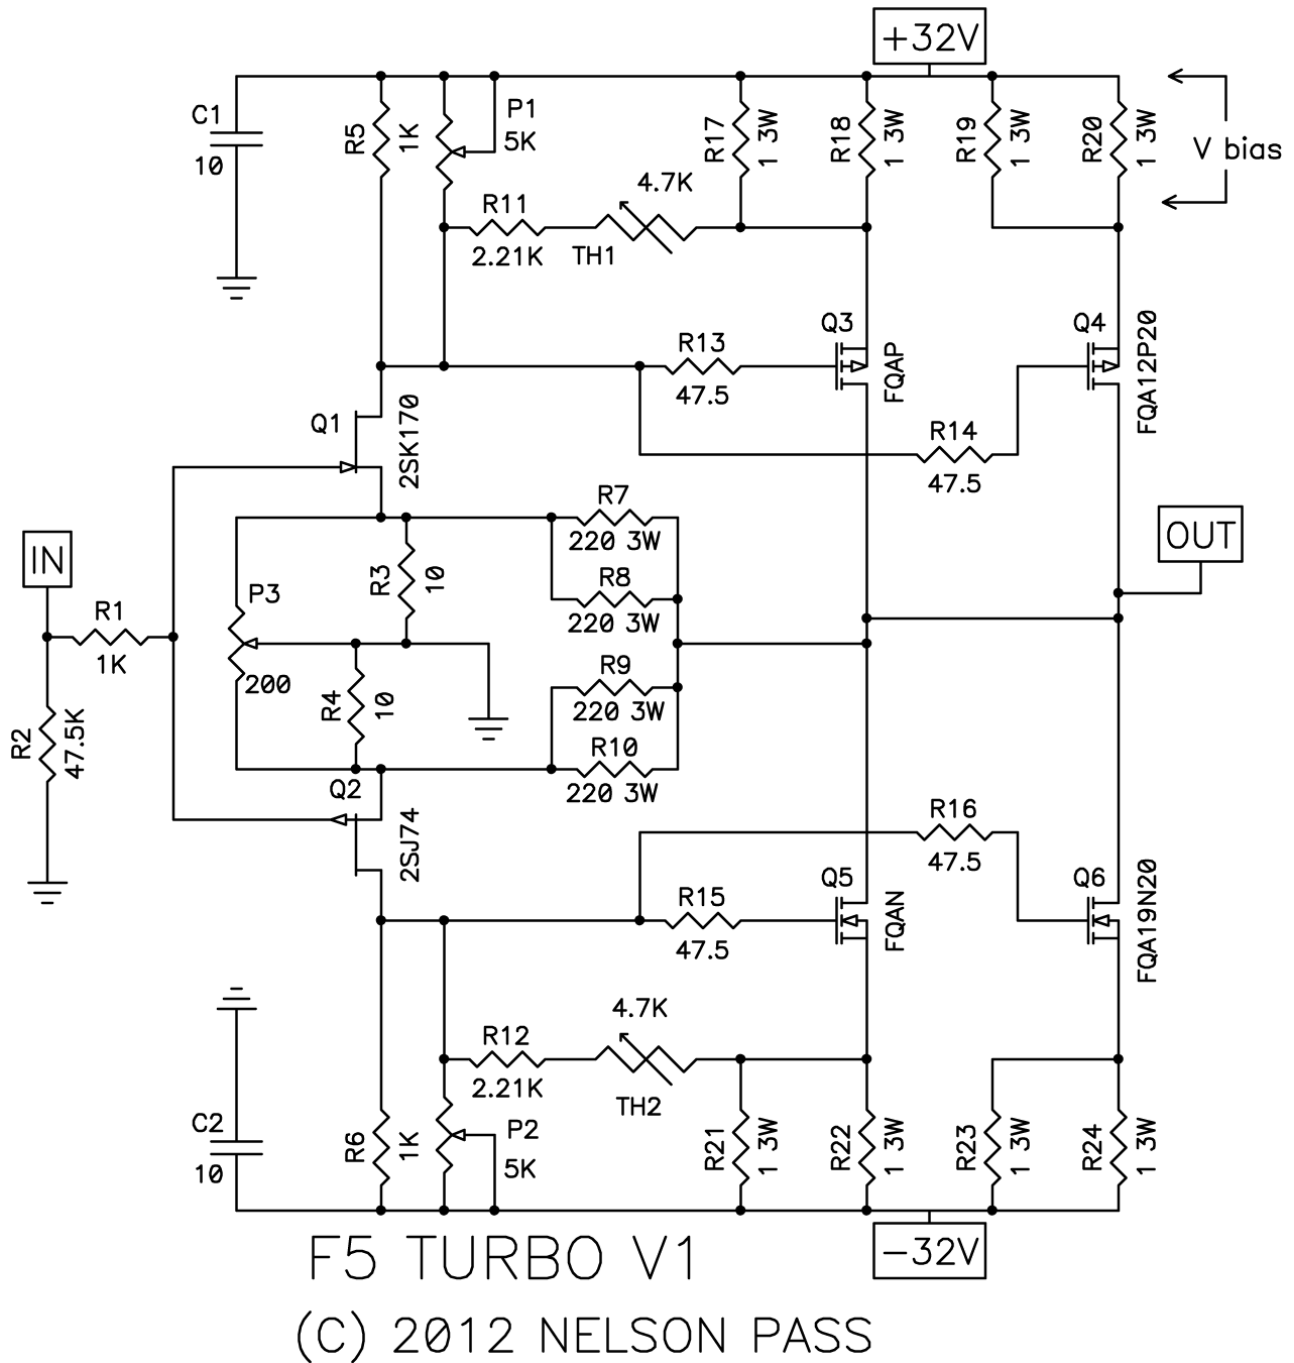 +32V
C1
10
R5
1K
P1
5K
R17
1 3W
R18
1 3W
R19
1 3W
R20
1 3W
V bias
R11
2.21K
4.7K
TH1
Q3
FQAP
Q4
FQA12P20
R13
47.5
R14
47.5
Q1
2SK170
R7
220 3W
R8
220 3W
R9
220 3W
R10
220 3W
OUT
IN
R1
1K
R2
47.5K
P3
200
R3
10
R4
10
Q2
2SJ74
R16
47.5
R15
47.5
Q5
FQAN
Q6
FQA19N20
4.7K
R12
2.21K
TH2
C2
10
R6
1K
P2
5K
R21
1 3W
R22
1 3W
R23
1 3W
R24
1 3W
-32V
F5 TURBO V1
(C) 2012 NELSON PASS